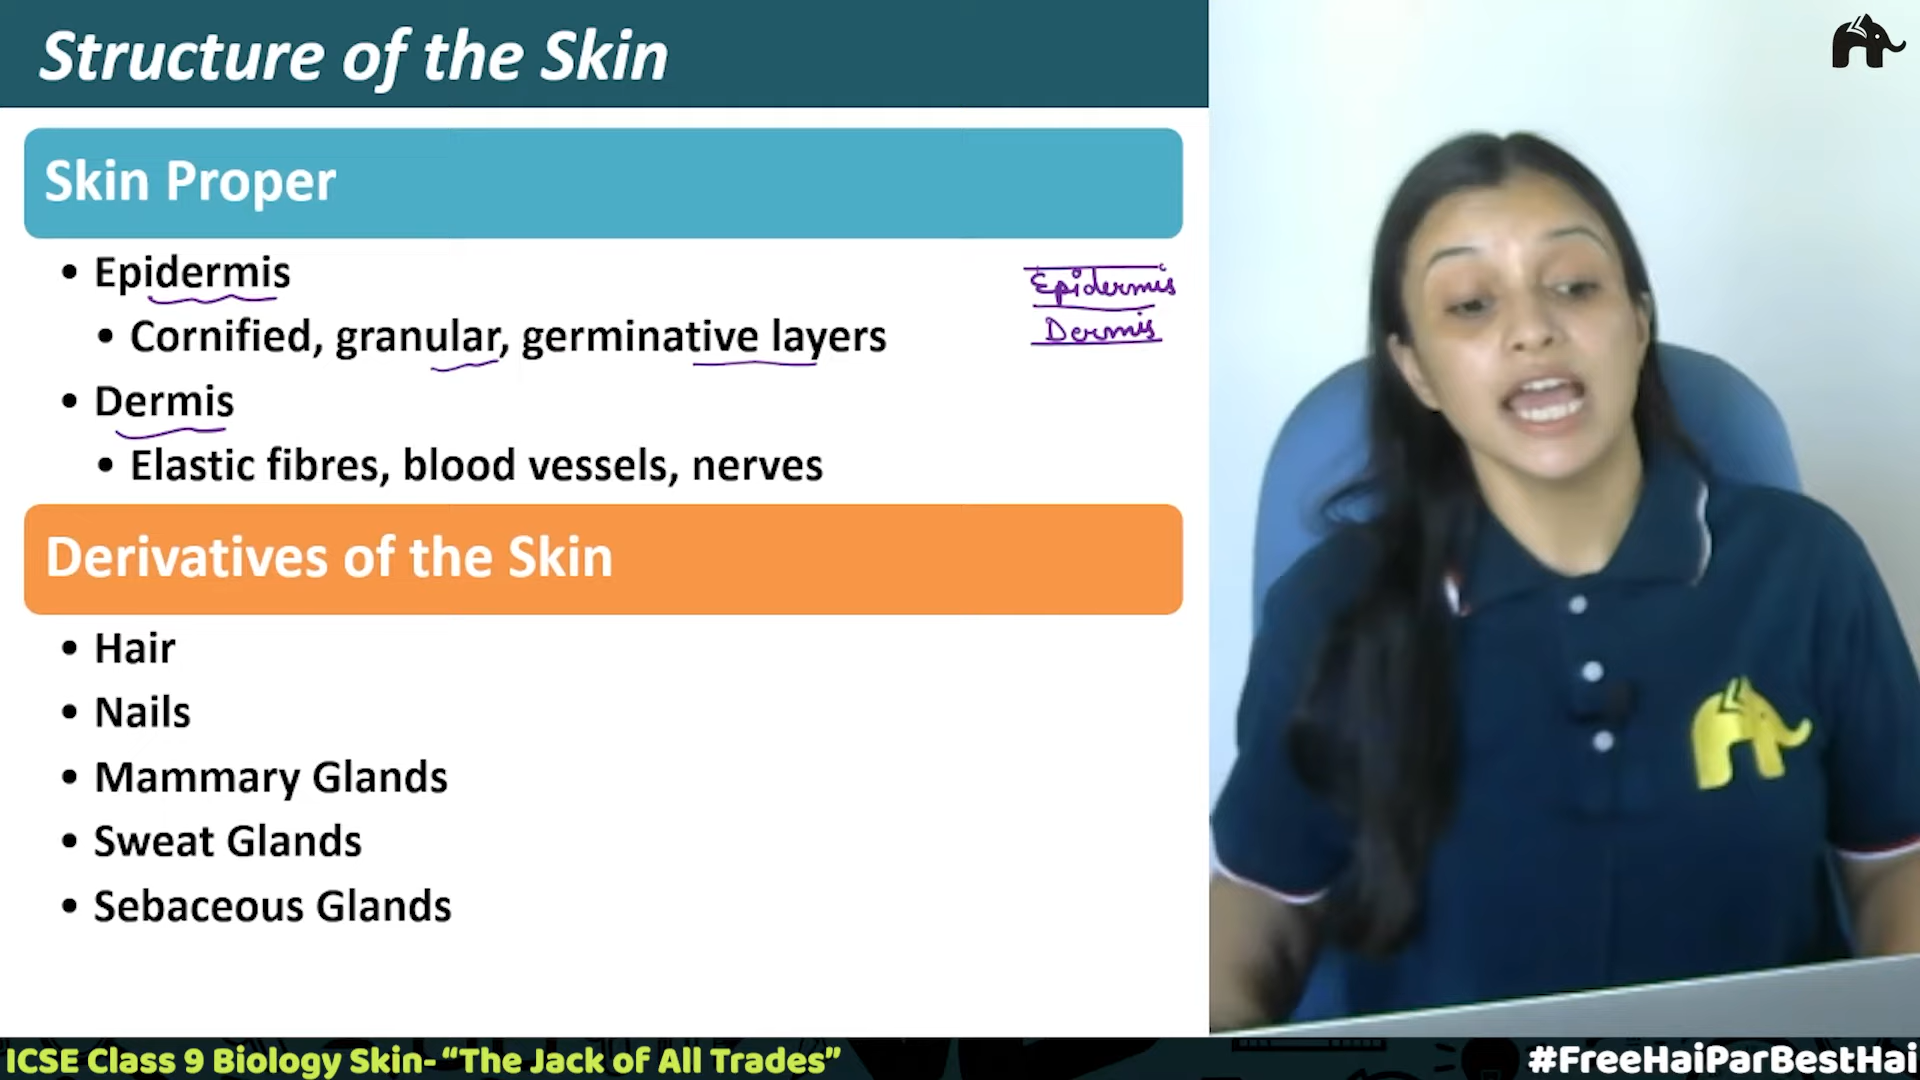 Structure of the Skin
Skin Proper
• Epidermis
• Cornified, granular, germinative layers
• Dermis
• Elastic fibres, blood vessels, nerves
Epidermis
Dermis
Derivatives of the Skin
• Hair
• Nails
• Mammary Glands
• Sweat Glands
• Sebaceous Glands
ICSE Class 9 Biology Skin- “The Jack of All Trades”
#FreeHaiParBestHai